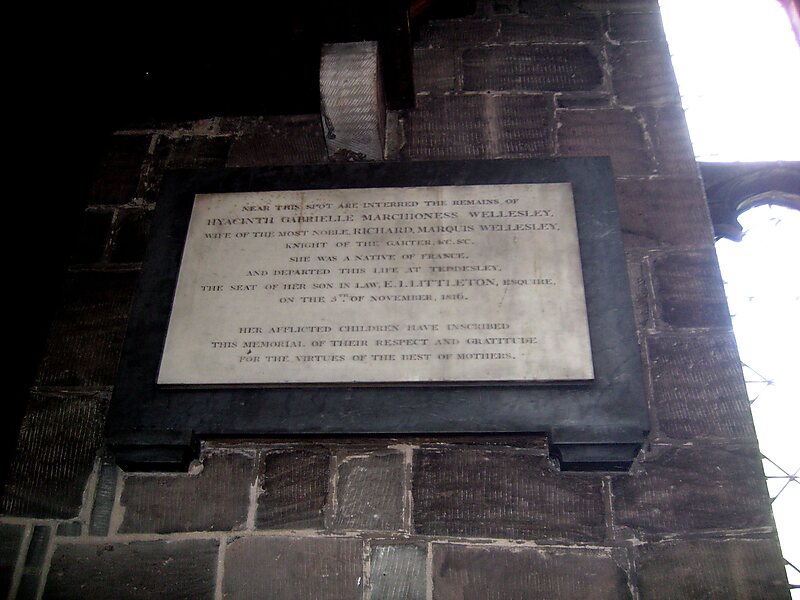 NEAR THIS SPOT ARE INTERRED THE REMAINS OF
HYACINTH GABRIELLE MARCHIONESS WELLESLEY,
WIFE OF THE MOST NOBLE, RICHARD, MARQUIS WELLESLEY,
KNIGHT OF THE GARTER, &C. &C.
SHE WAS A NATIVE OF FRANCE,
AND DEPARTED THIS LIFE AT TEDDESLEY,
THE SEAT OF HER SON IN LAW, E. I. LITTLETON, ESQUIRE,
ON THE 5TH OF NOVEMBER, 1816.
HER AFFLICTED CHILDREN HAVE INSCRIBED
THIS MEMORIAL OF THEIR RESPECT AND GRATITUDE
FOR THE VIRTUES OF THE BEST OF MOTHERS.